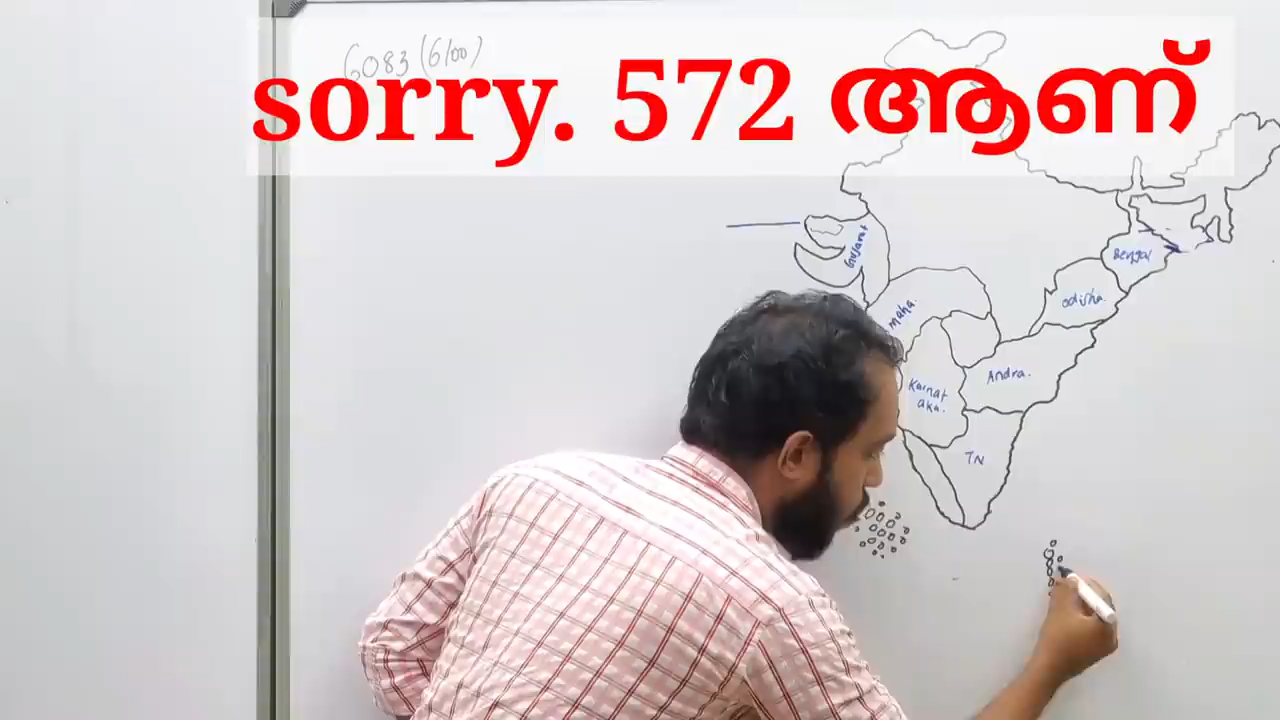 6083 (6100)
sorry. 572 ആണ്
Gujarat
Bengal
Odisha.
maha.
Andra.
Karnat
aka.
TN